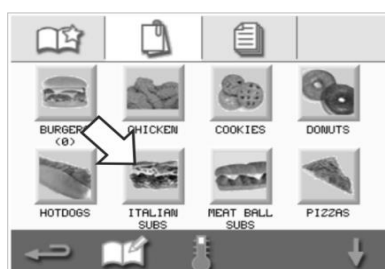 BURGERS CHICKEN COOKIES DONUTS
(0)
HOTDOGS ITALIAN MEAT BALL PIZZAS
SUBS SUBS